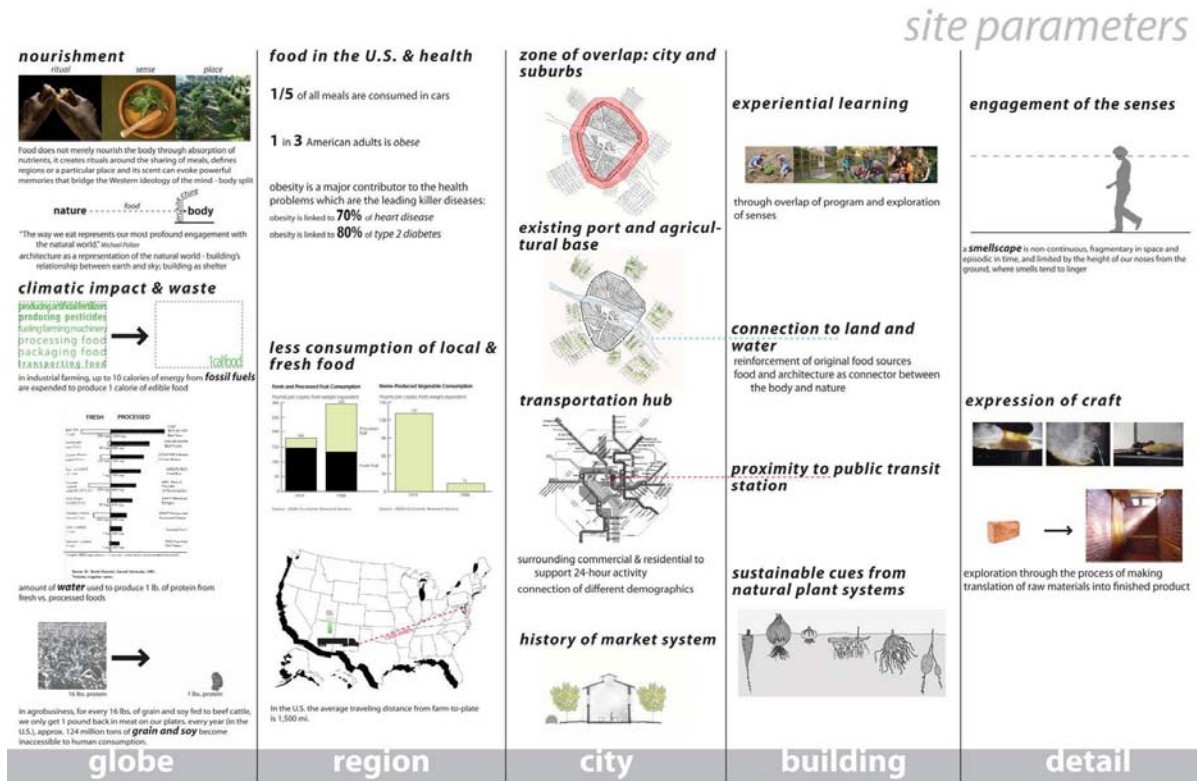 site parameters
nourishment
ritual sense place
Food does not merely nourish the body through absorption of
nutrients, it creates rituals around the sharing of meals, defines
regions or a particular place and its scent can evoke powerful
memories that bridge the Western ideology of the mind - body split
nature food body
"The way we eat represents our most profound engagement with
the natural world." Michael Pollan
architecture as a representation of the natural world - building's
relationship between earth and sky; building as shelter
climatic impact & waste
producing artificial fertilizers
producing pesticides
fueling farming machinery
processing food
packaging food
transporting food
1calfood
in industrial farming, up to 10 calories of energy from fossil fuels
are expended to produce 1 calorie of edible food
FRESH PROCESSED
amount of water used to produce 1 lb. of protein from
fresh vs. processed foods
16 lbs. protein
1 lb. protein
in agrobusiness, for every 16 lbs. of grain and soy fed to beef cattle,
we only get 1 pound back in meat on our plates. every year (in the
U.S.), approx. 124 million tons of grain and soy become
inaccessible to human consumption.
globe
food in the U.S. & health
1/5 of all meals are consumed in cars
1 in 3 American adults is obese
obesity is a major contributor to the health
problems which are the leading killer diseases:
obesity is linked to 70% of heart disease
obesity is linked to 80% of type 2 diabetes
less consumption of local &
fresh food
Fresh and Processed Fruit Consumption
Home-Produced Vegetable Consumption
Processed
Fruit
Fresh Fruit
In the U.S. the average traveling distance from farm-to-plate
is 1,500 mi.
region
zone of overlap: city and
suburbs
existing port and agricul-
tural base
transportation hub
surrounding commercial & residential to
support 24-hour activity
connection of different demographics
history of market system
city
experiential learning
through overlap of program and exploration
of senses
connection to land and
water
reinforcement of original food sources
food and architecture as connector between
the body and nature
proximity to public transit
station
sustainable cues from
natural plant systems
building
engagement of the senses
a smellscape is non-continuous, fragmentary in space and
episodic in time, and limited by the height of our noses from the
ground, where smells tend to linger
expression of craft
exploration through the process of making
translation of raw materials into finished product
detail